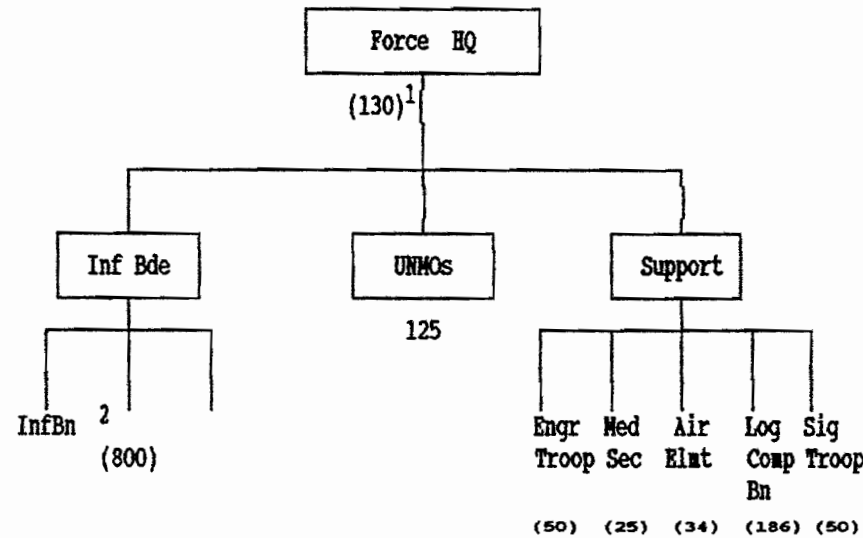 Force HQ
(130)1
Inf Bde
UNMOs
Support
125
InfBn 2
(800)
Engr Med Air Log Sig
Troop Sec Elmt Comp Troop
Bn
(50) (25) (34) (186) (50)